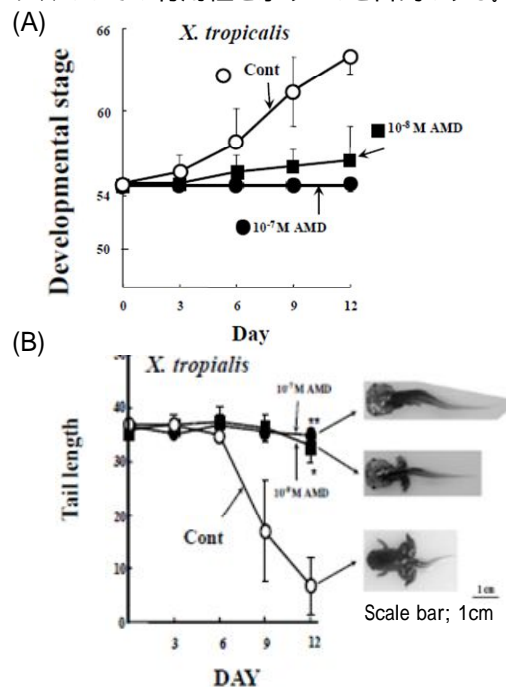 (A)
X. tropicalis
66
Cont
60
10⁻⁸ M AMD
54
10⁻⁷ M AMD
50
Developmental stage
0 3 6 9 12
Day
(B)
X. tropialis
40
10⁻⁷M AMD
**
30
*
10⁻⁸M AMD
20
Cont
10
0
Tail length
3 6 9 12
DAY
1cm
Scale bar; 1cm